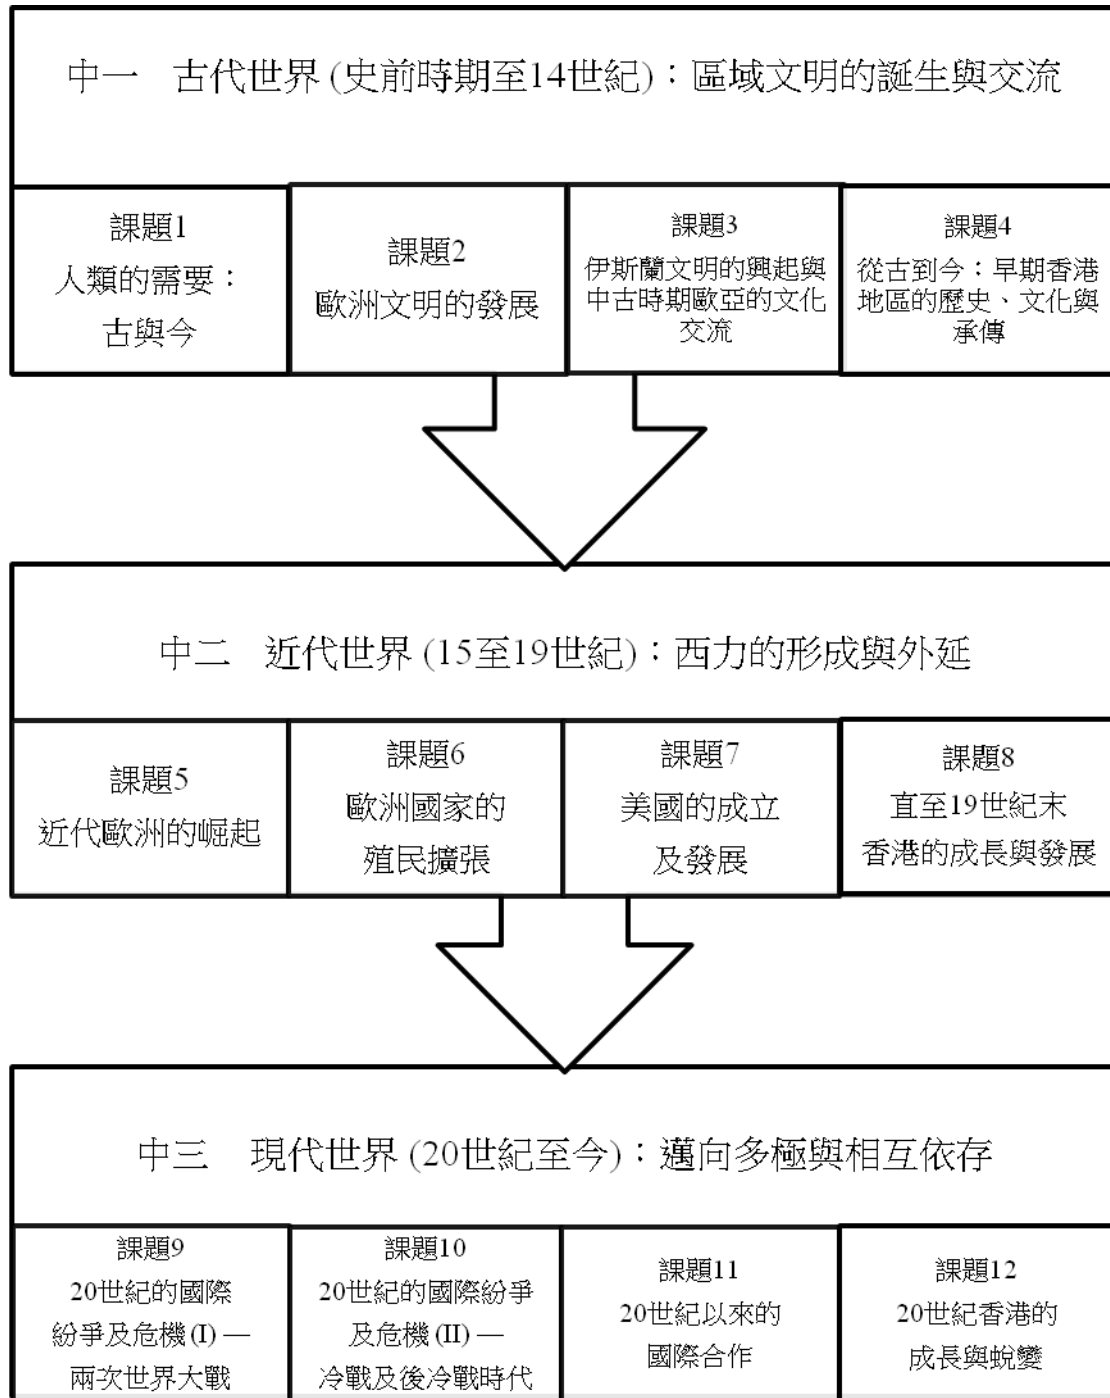 中一　古代世界 (史前時期至14世紀)：區域文明的誕生與交流
課題1
人類的需要：
古與今
課題2
歐洲文明的發展
課題3
伊斯蘭文明的興起與
中古時期歐亞的文化
交流
課題4
從古到今：早期香港
地區的歷史、文化與
承傳
中二　近代世界 (15至19世紀)：西力的形成與外延
課題5
近代歐洲的崛起
課題6
歐洲國家的
殖民擴張
課題7
美國的成立
及發展
課題8
直至19世紀末
香港的成長與發展
中三　現代世界 (20世紀至今)：邁向多極與相互依存
課題9
20世紀的國際
紛爭及危機 (I) —
兩次世界大戰
課題10
20世紀的國際紛爭
及危機 (II) —
冷戰及後冷戰時代
課題11
20世紀以來的
國際合作
課題12
20世紀香港的
成長與蛻變